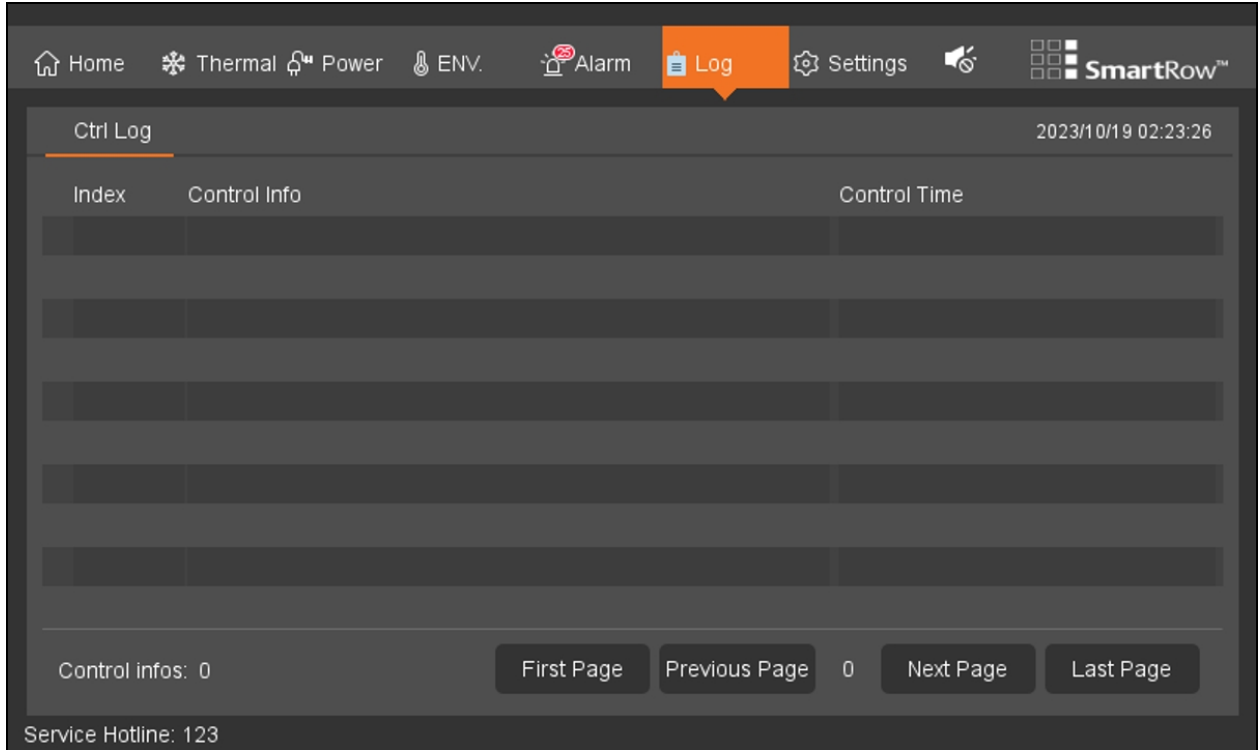 Home Thermal Power ENV. 25 Alarm Log Settings SmartRow™
Ctrl Log 2023/10/19 02:23:26
Index Control Info Control Time
Control infos: 0 First Page Previous Page 0 Next Page Last Page
Service Hotline: 123